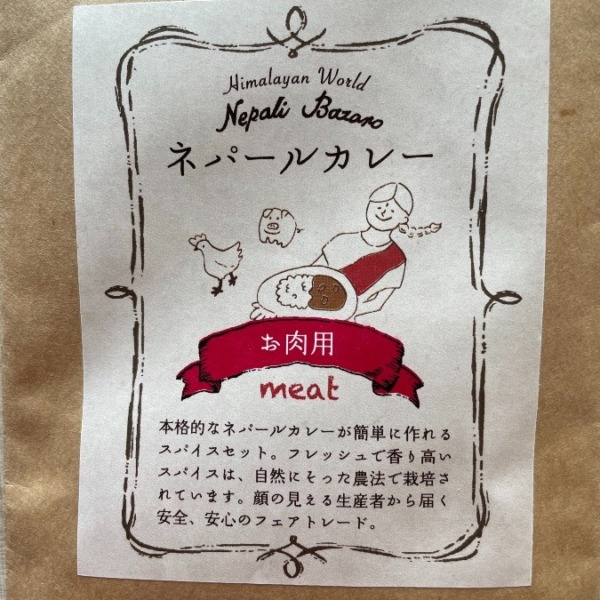 Himalayan World
Nepali Bazaro
ネパールカレー
お肉用
meat
本格的なネパールカレーが簡単に作れる
スパイスセット。フレッシュで香り高い
スパイスは、自然にそった農法で栽培さ
れています。顔の見える生産者から届く
安全、安心のフェアトレード。